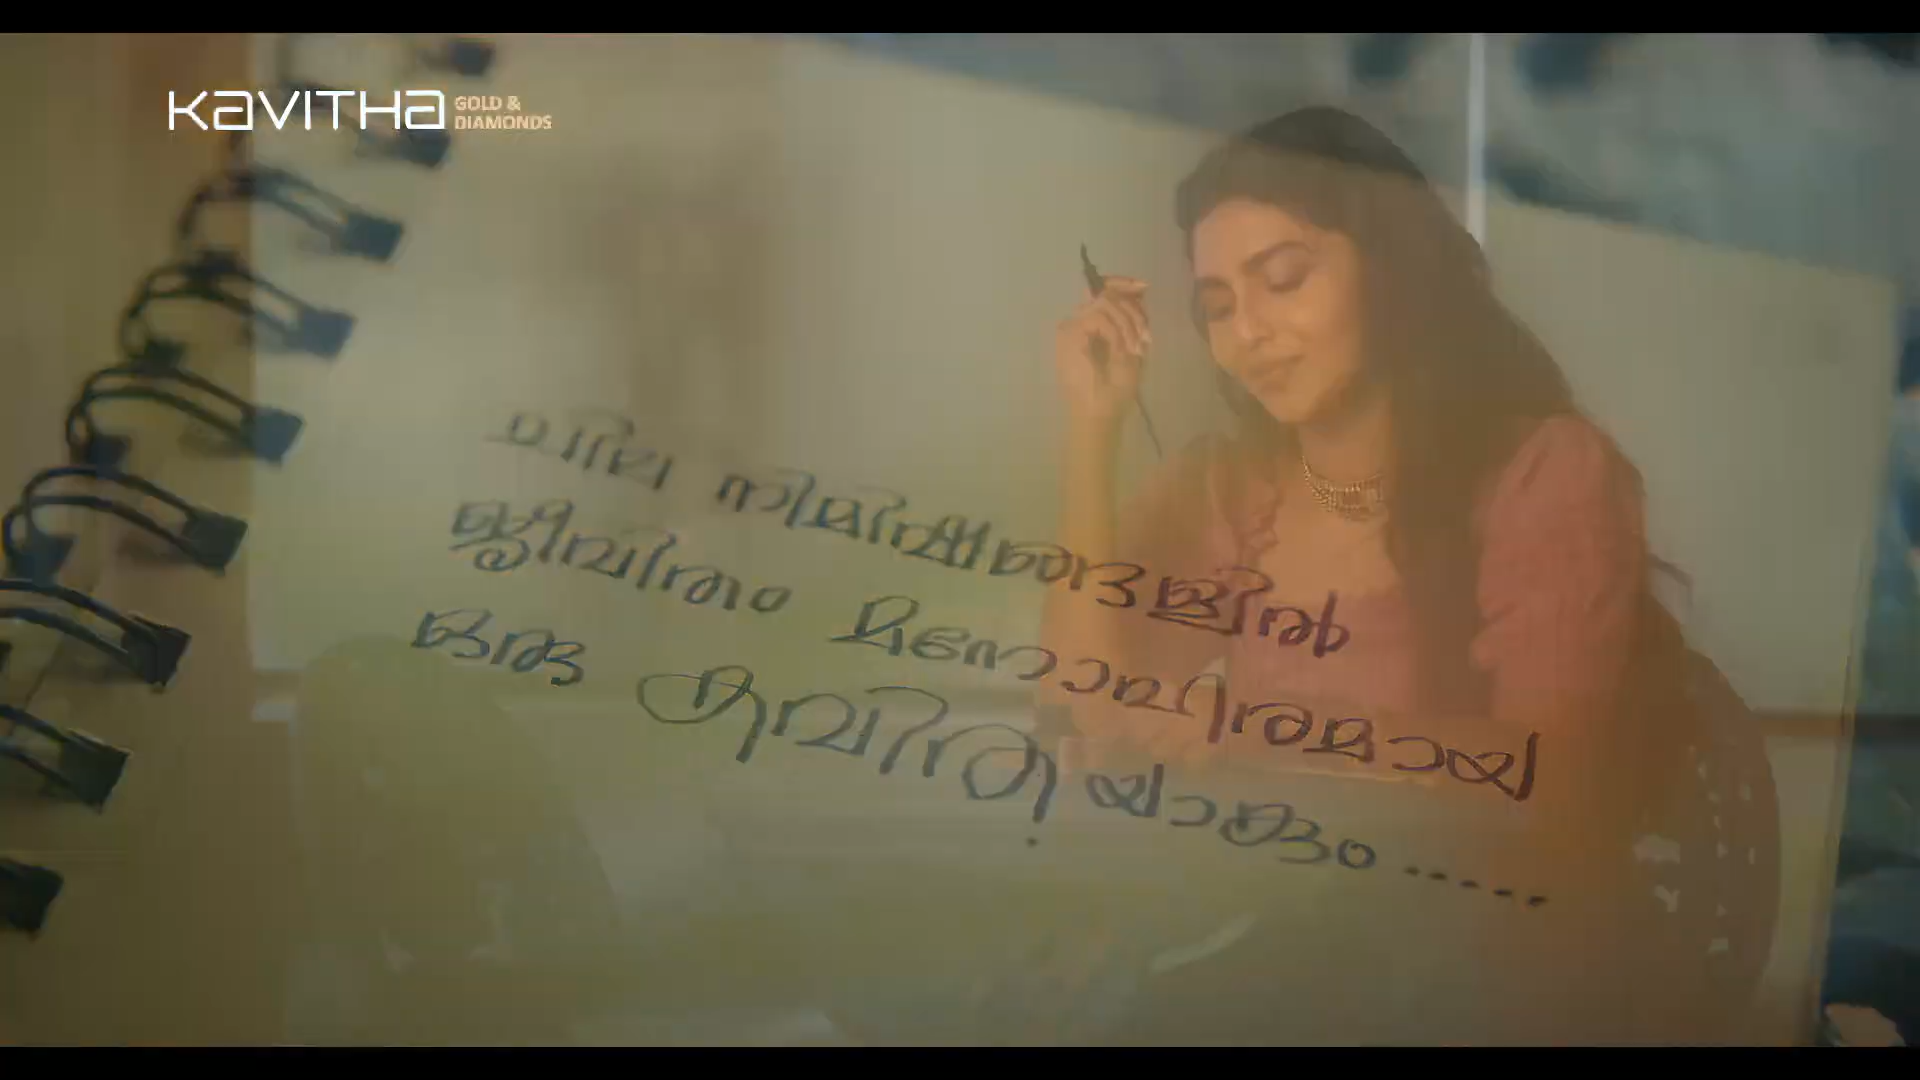 KAVITHA GOLD &
DIAMONDS
ചില നിമിഷങ്ങളിൽ
ജീവിതം മനോഹരമായ
ഒരു കവിതയാകും .....